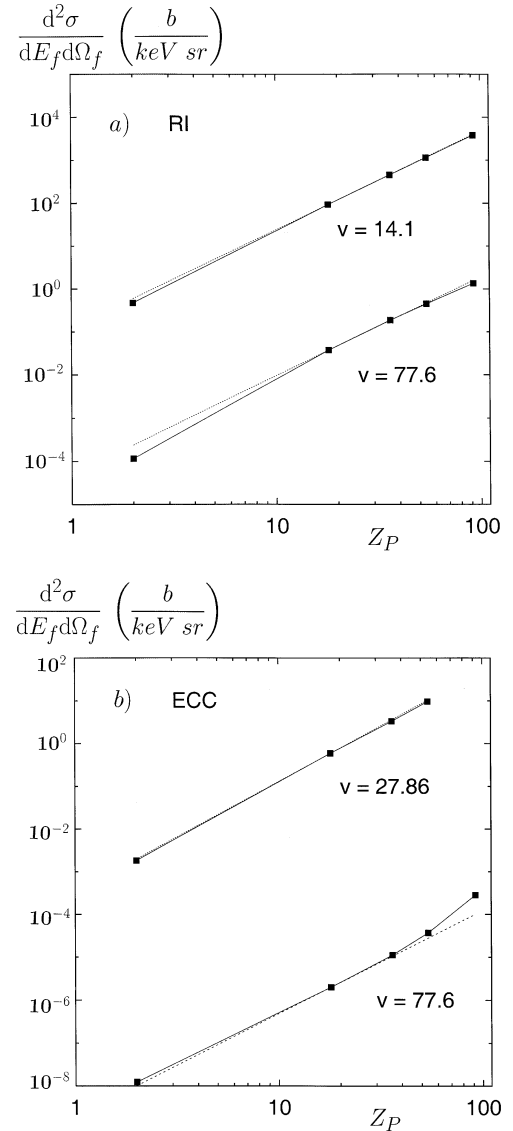 d²σ/dE_f dΩ_f (b/keV sr)
10⁴
a) RI
10²
v = 14.1
10⁰
10⁻²
v = 77.6
10⁻⁴
1 10 100
Z_P
d²σ/dE_f dΩ_f (b/keV sr)
10²
b) ECC
10⁰
v = 27.86
10⁻²
10⁻⁴
10⁻⁶
v = 77.6
10⁻⁸
1 10 100
Z_P